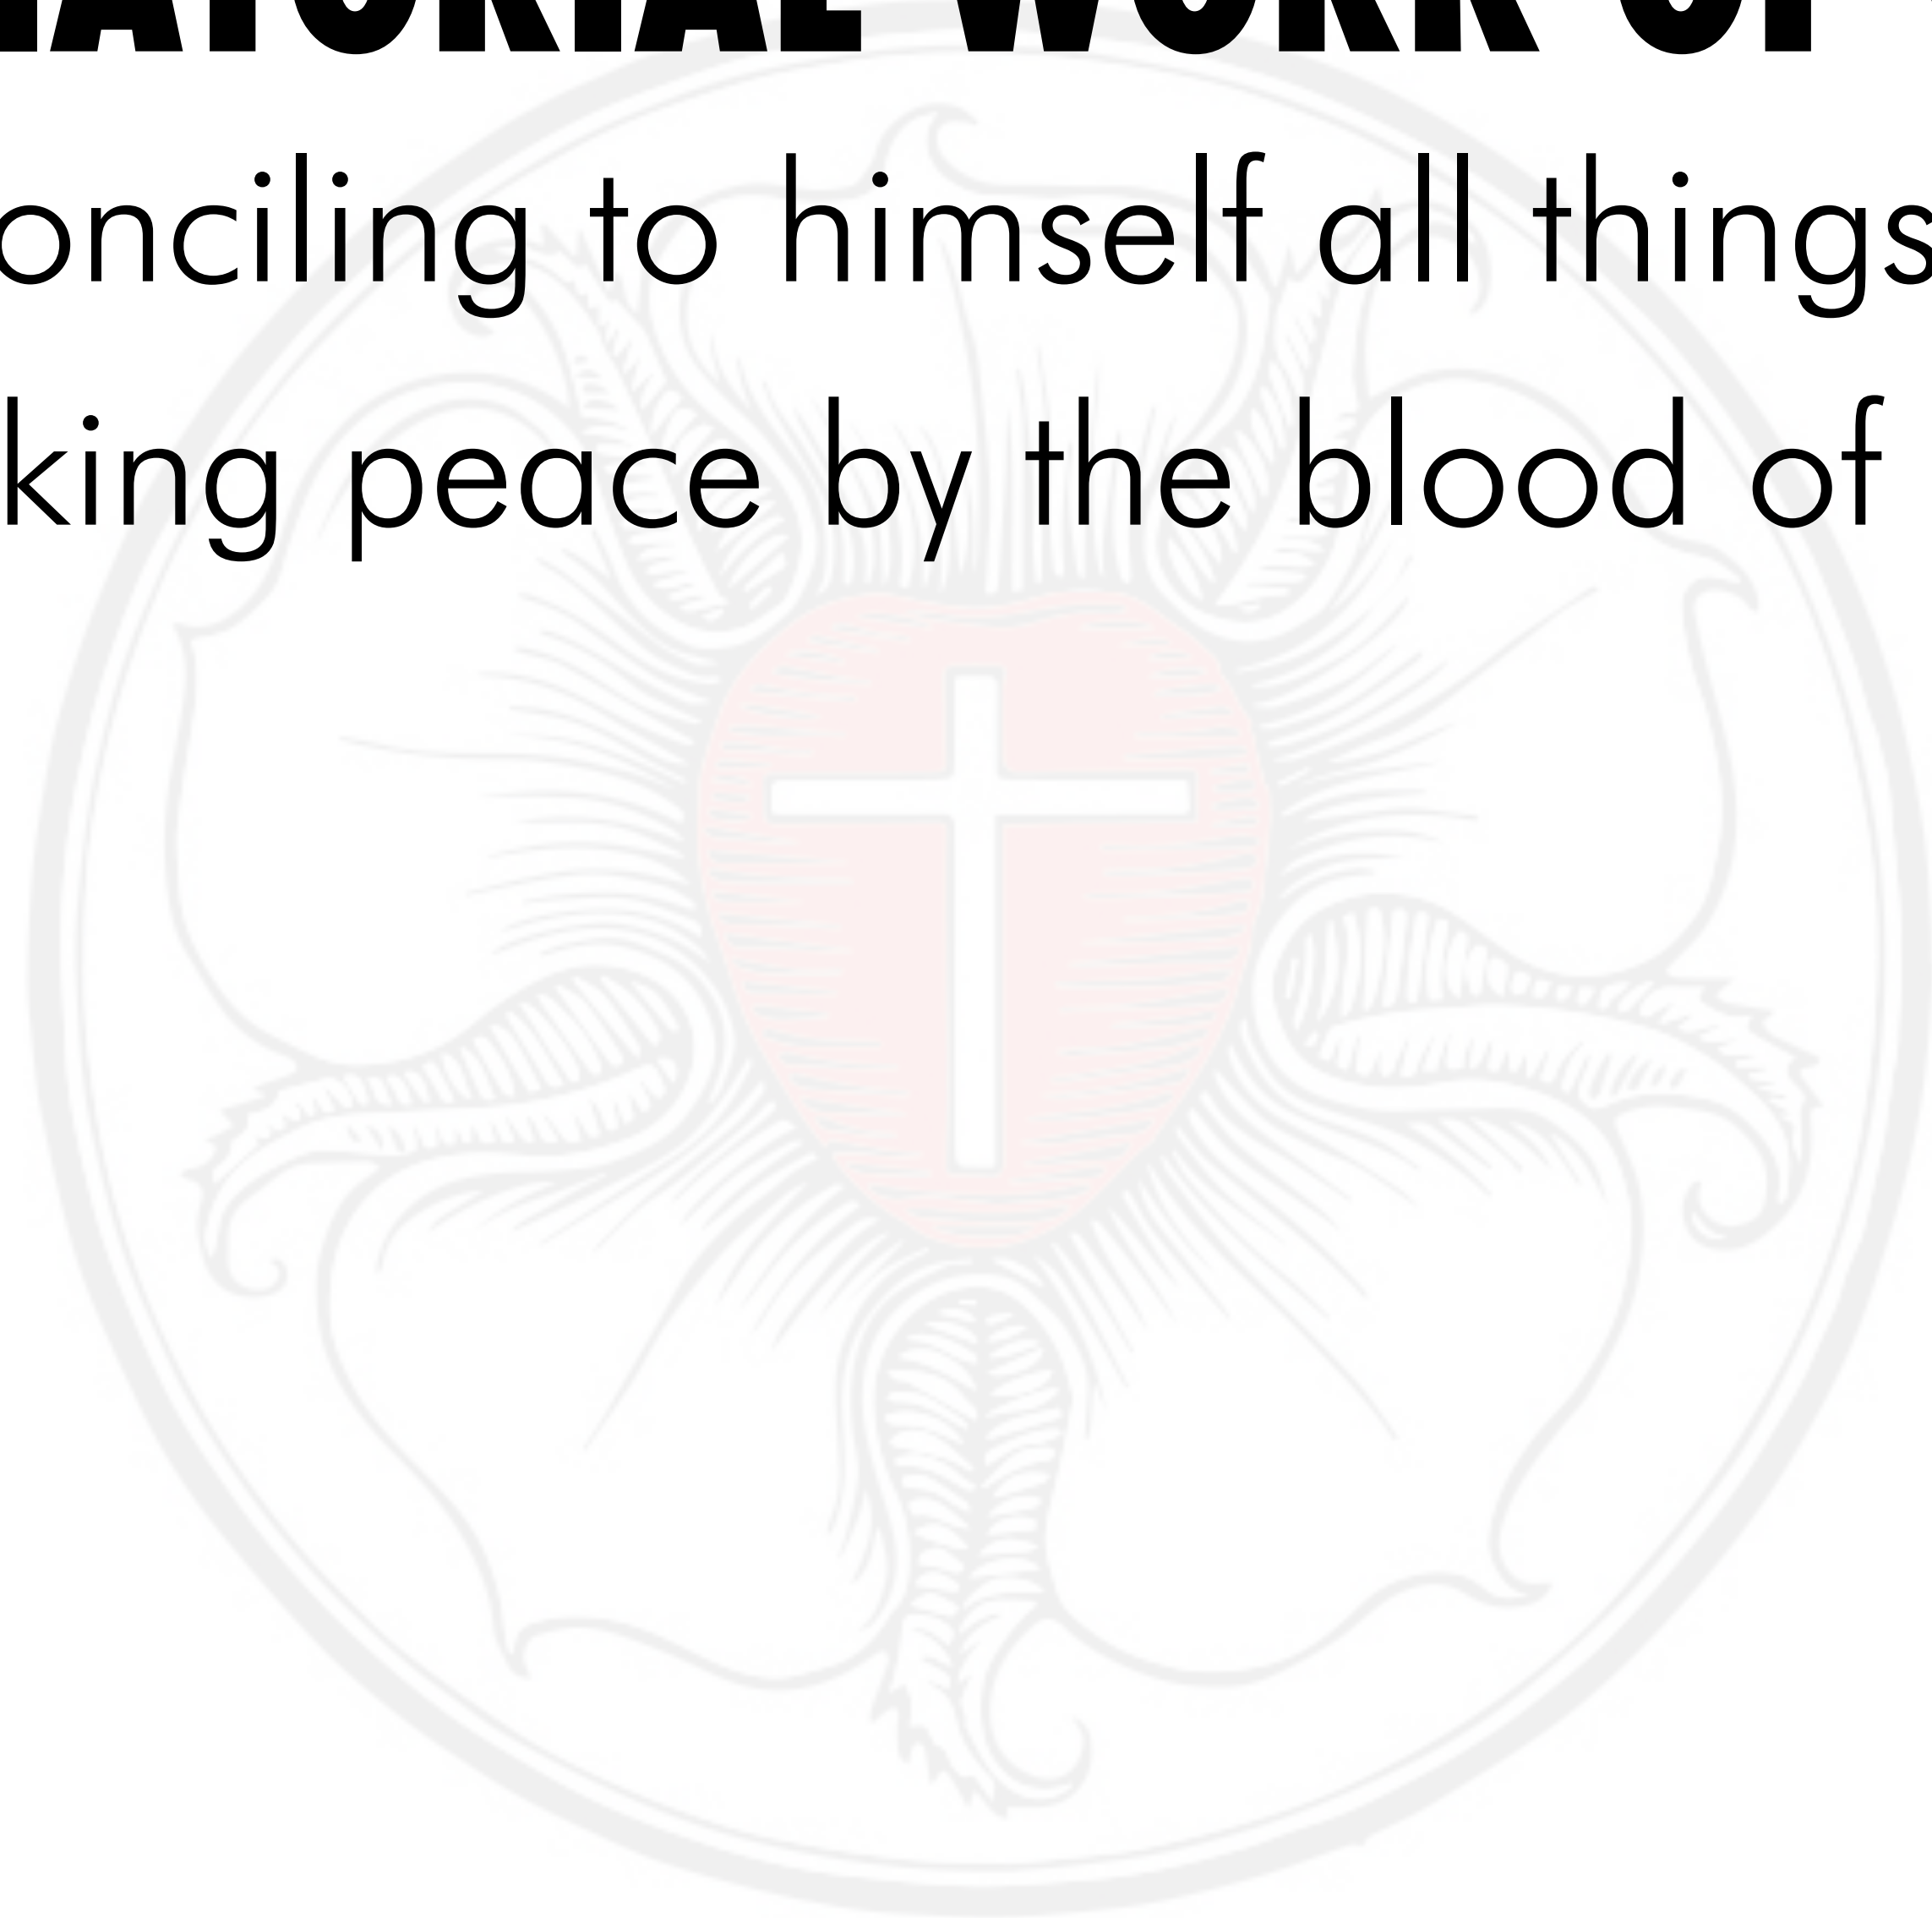 IATORIAL WORK OF
onciling to himself all things
king peace by the blood of